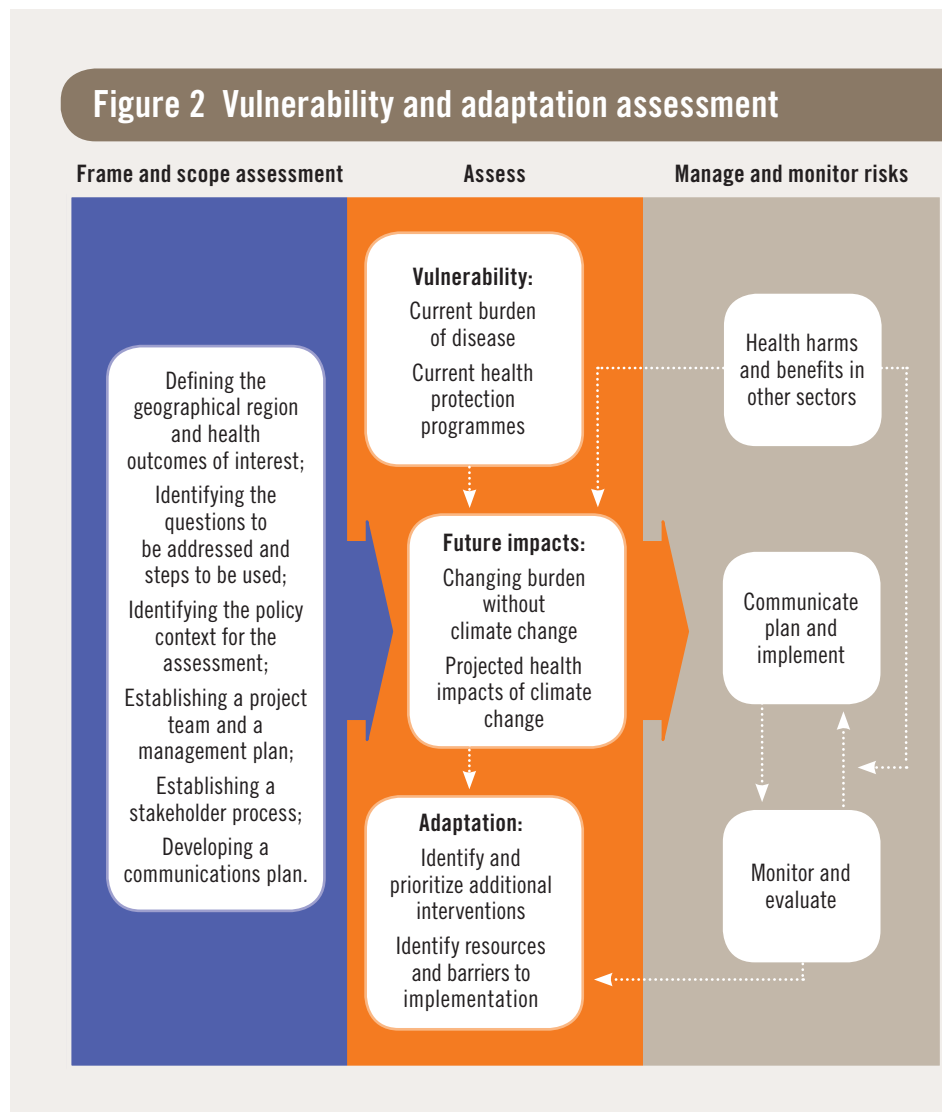 Figure 2 Vulnerability and adaptation assessment
Frame and scope assessment
Assess
Manage and monitor risks
Defining the
geographical region
and health
outcomes of interest;
Identifying the
questions to
be addressed and
steps to be used;
Identifying the policy
context for the
assessment;
Establishing a project
team and a
management plan;
Establishing a
stakeholder process;
Developing a
communications plan.
Vulnerability:
Current burden
of disease
Current health
protection
programmes
Future impacts:
Changing burden
without
climate change
Projected health
impacts of climate
change
Adaptation:
Identify and
prioritize additional
interventions
Identify resources
and barriers to
implementation
Health harms
and benefits in
other sectors
Communicate
plan and
implement
Monitor and
evaluate